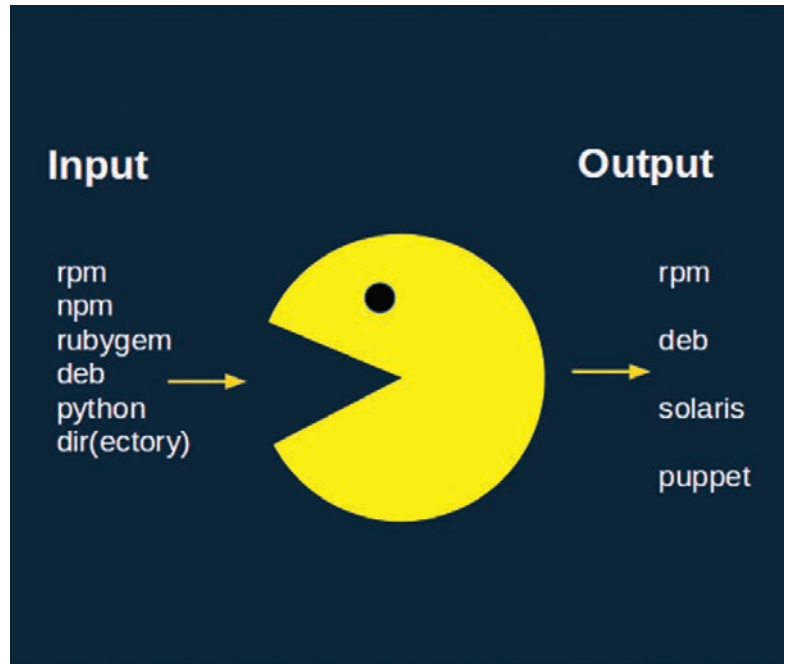 Input
rpm
npm
rubygem
deb
python
dir(ectory)
Output
rpm
deb
solaris
puppet